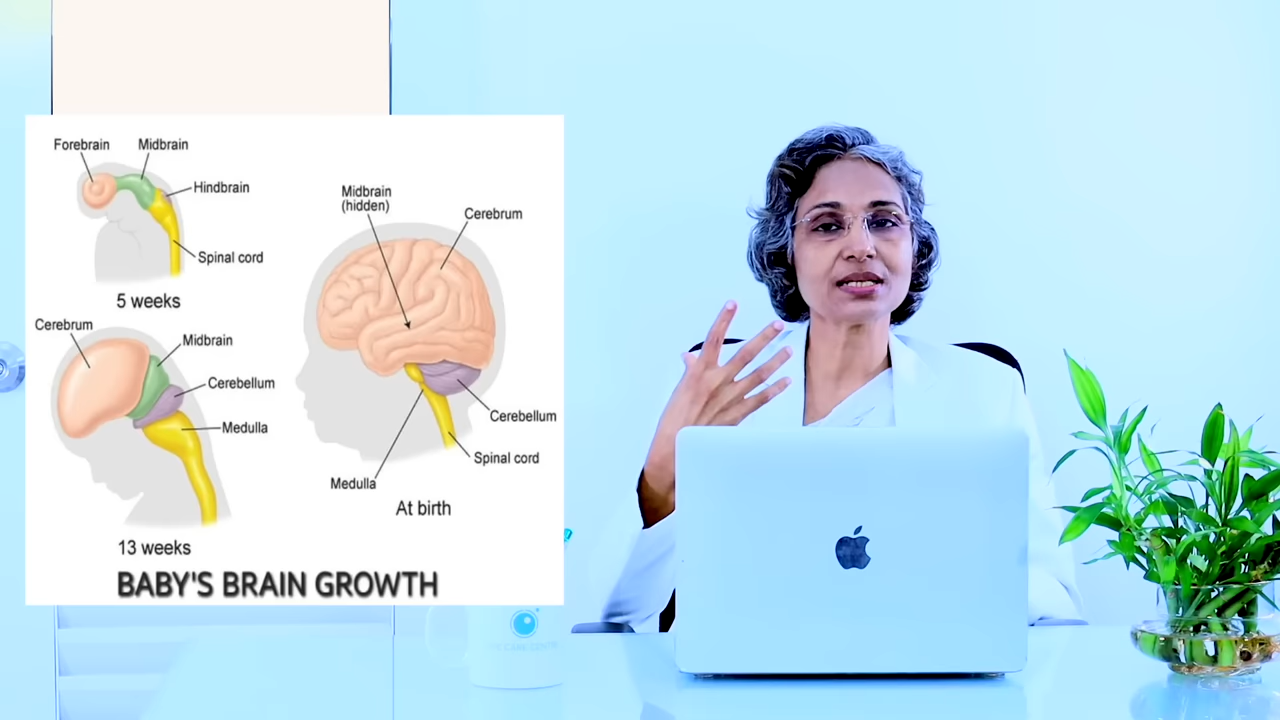 Forebrain
Midbrain
Hindbrain
Spinal cord
5 weeks
Cerebrum
Midbrain
Cerebellum
Medulla
13 weeks
Midbrain
(hidden)
Cerebrum
Cerebellum
Spinal cord
Medulla
At birth
BABY'S BRAIN GROWTH